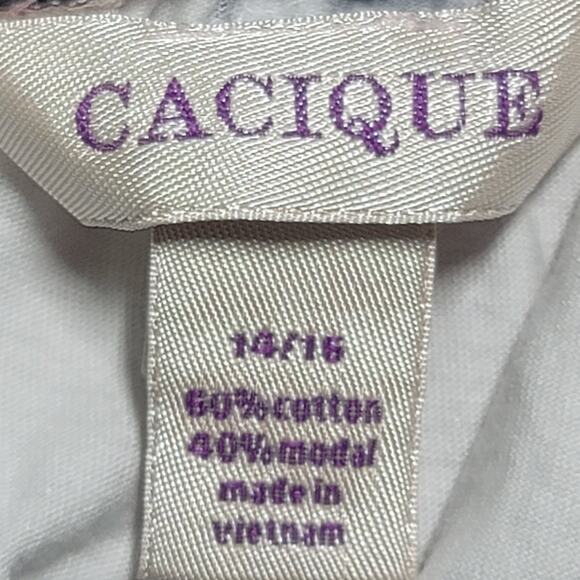 CACIQUE
14/16
60% cotton
40% modal
made in
vietnam